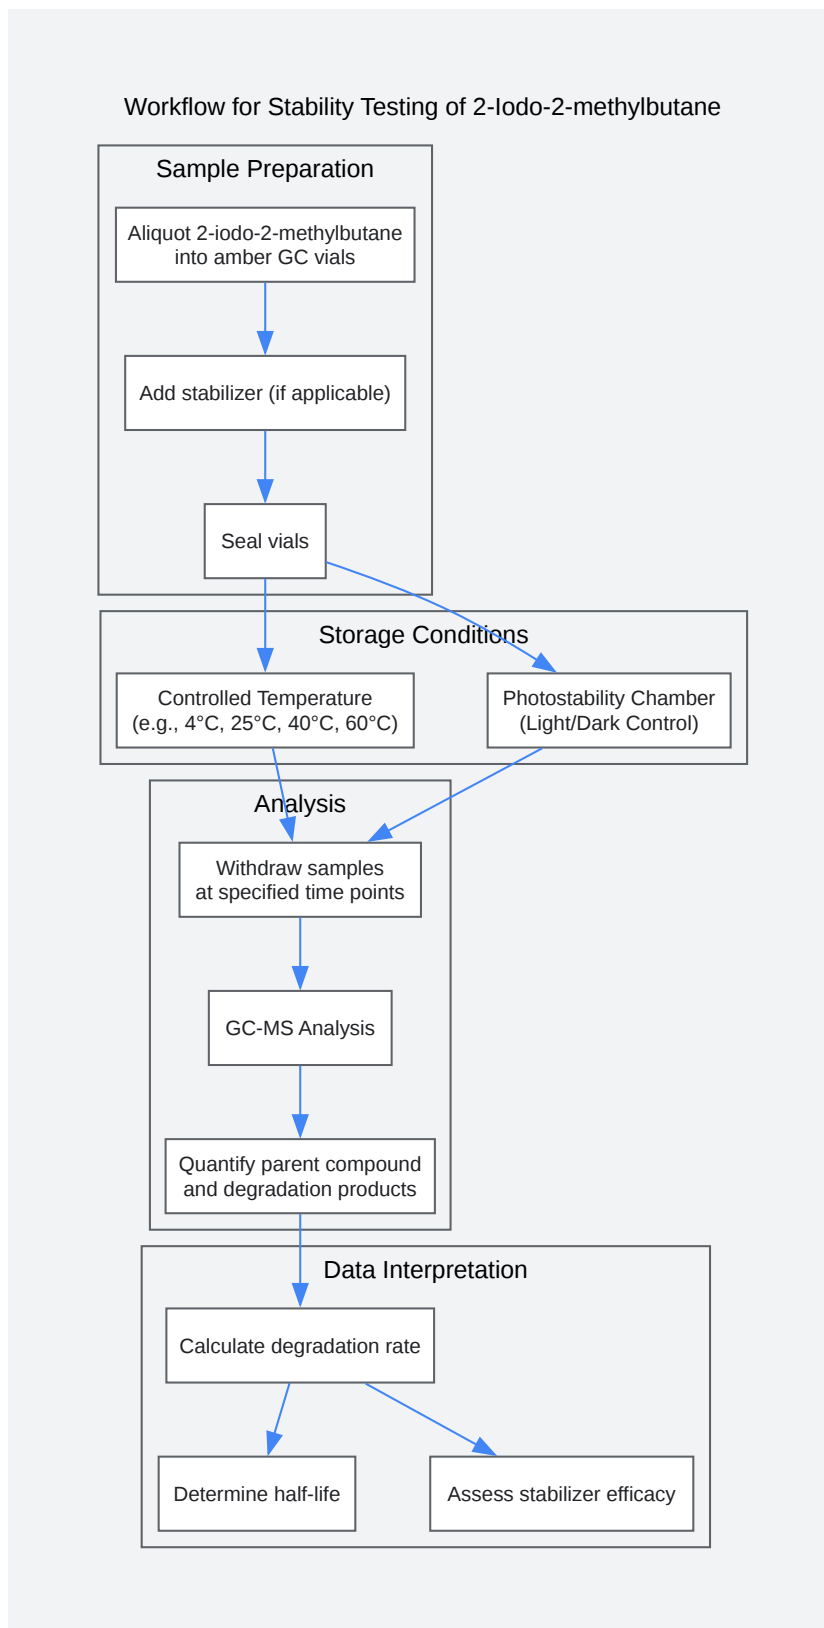 Workflow for Stability Testing of 2-Iodo-2-methylbutane
Sample Preparation
Aliquot 2-iodo-2-methylbutane
into amber GC vials
Add stabilizer (if applicable)
Seal vials
Storage Conditions
Controlled Temperature
(e.g., 4°C, 25°C, 40°C, 60°C)
Photostability Chamber
(Light/Dark Control)
Analysis
Withdraw samples
at specified time points
GC-MS Analysis
Quantify parent compound
and degradation products
Data Interpretation
Calculate degradation rate
Determine half-life
Assess stabilizer efficacy